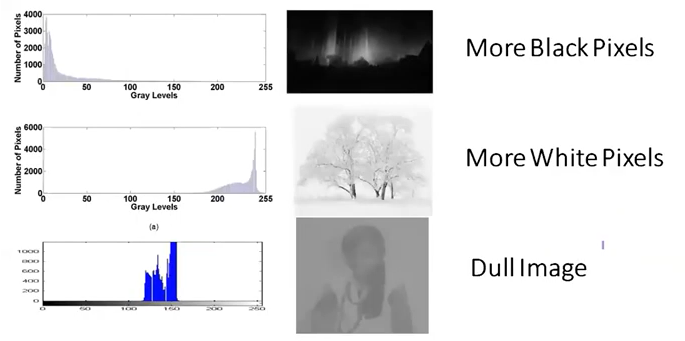 4000
3000
2000
1000
0
Number of Pixels
0 50 100 150 200 255
Gray Levels
More Black Pixels
6000
4000
2000
0
Number of Pixels
0 50 100 150 200 255
Gray Levels
More White Pixels
(a)
1000
800
600
400
200
0
0 50 100 150 200 250
Dull Image